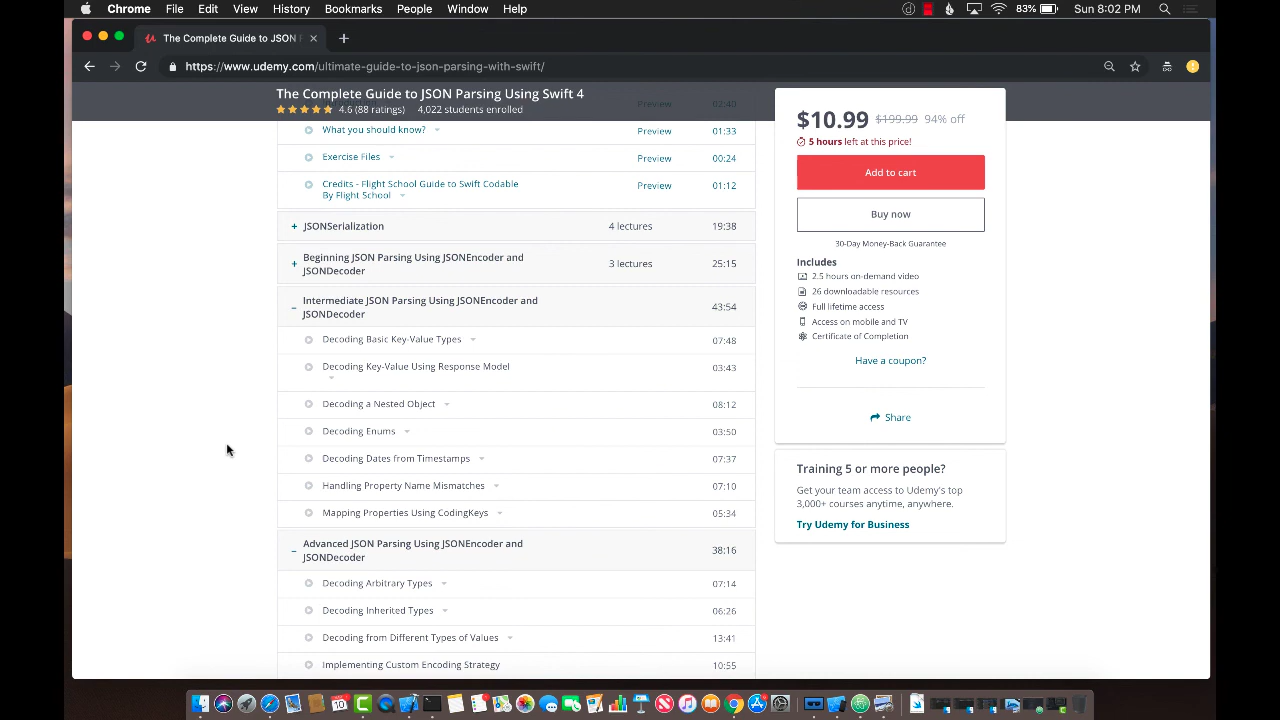 Chrome File Edit View History Bookmarks People Window Help 83% Sun 8:02 PM
The Complete Guide to JSON
https://www.udemy.com/ultimate-guide-to-json-parsing-with-swift/
The Complete Guide to JSON Parsing Using Swift 4
4.6 (88 ratings) 4,022 students enrolled
Preview 02:40
What you should know? Preview 01:33
Exercise Files Preview 00:24
Credits - Flight School Guide to Swift Codable
By Flight School
Preview 01:12
+ JSONSerialization 4 lectures 19:38
+ Beginning JSON Parsing Using JSONEncoder and
JSONDecoder
3 lectures 25:15
– Intermediate JSON Parsing Using JSONEncoder and
JSONDecoder
43:54
Decoding Basic Key-Value Types 07:48
Decoding Key-Value Using Response Model 03:43
Decoding a Nested Object 08:12
Decoding Enums 03:50
Decoding Dates from Timestamps 07:37
Handling Property Name Mismatches 07:10
Mapping Properties Using CodingKeys 05:34
– Advanced JSON Parsing Using JSONEncoder and
JSONDecoder
38:16
Decoding Arbitrary Types 07:14
Decoding Inherited Types 06:26
Decoding from Different Types of Values 13:41
Implementing Custom Encoding Strategy 10:55
$10.99 $199.99 94% off
5 hours left at this price!
Add to cart
Buy now
30-Day Money-Back Guarantee
Includes
2.5 hours on-demand video
26 downloadable resources
Full lifetime access
Access on mobile and TV
Certificate of Completion
Have a coupon?
Share
Training 5 or more people?
Get your team access to Udemy's top
3,000+ courses anytime, anywhere.
Try Udemy for Business